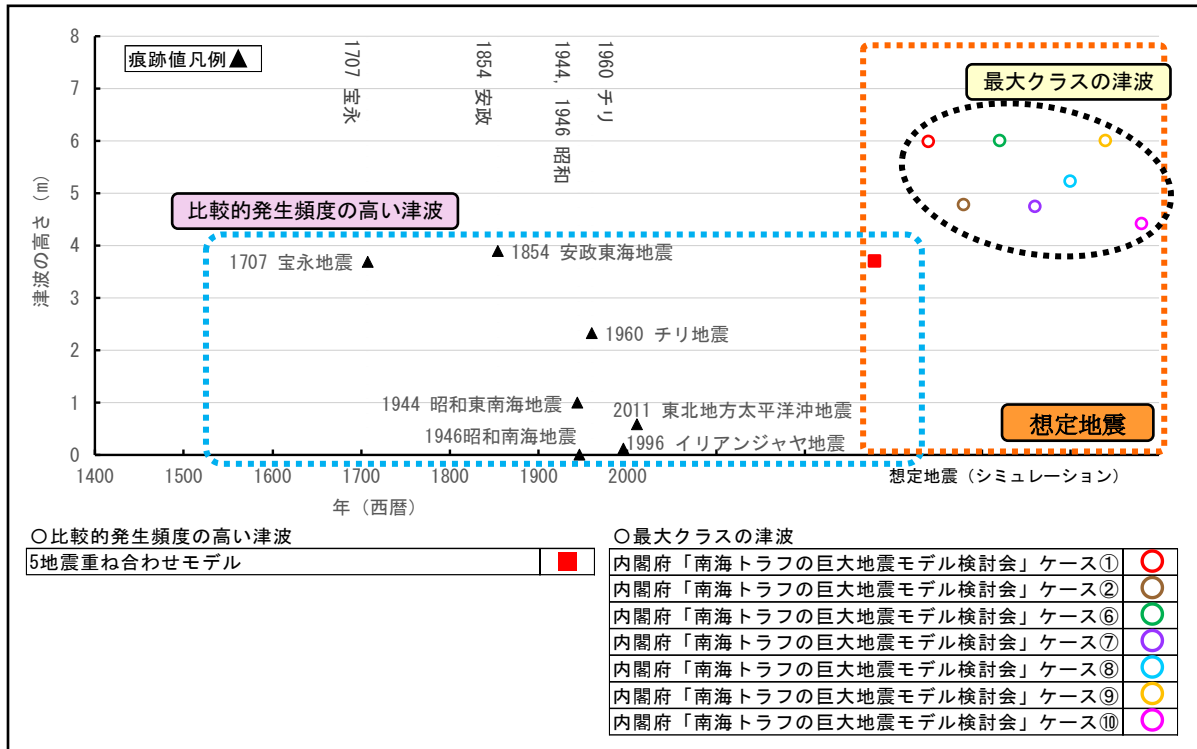 8
7
6
5
4
3
2
1
0
津波の高さ（m）
痕跡値凡例▲
1707 宝永
1854 安政
1944, 1946 昭和
1960 チリ
最大クラスの津波
比較的発生頻度の高い津波
1707 宝永地震
1854 安政東海地震
1960 チリ地震
1944 昭和東南海地震
2011 東北地方太平洋沖地震
1946昭和南海地震
1996 イリアンジャヤ地震
想定地震
1400 1500 1600 1700 1800 1900 2000
想定地震（シミュレーション）
年（西暦）
○比較的発生頻度の高い津波
5地震重ね合わせモデル
○最大クラスの津波
内閣府「南海トラフの巨大地震モデル検討会」ケース①
内閣府「南海トラフの巨大地震モデル検討会」ケース②
内閣府「南海トラフの巨大地震モデル検討会」ケース⑥
内閣府「南海トラフの巨大地震モデル検討会」ケース⑦
内閣府「南海トラフの巨大地震モデル検討会」ケース⑧
内閣府「南海トラフの巨大地震モデル検討会」ケース⑨
内閣府「南海トラフの巨大地震モデル検討会」ケース⑩